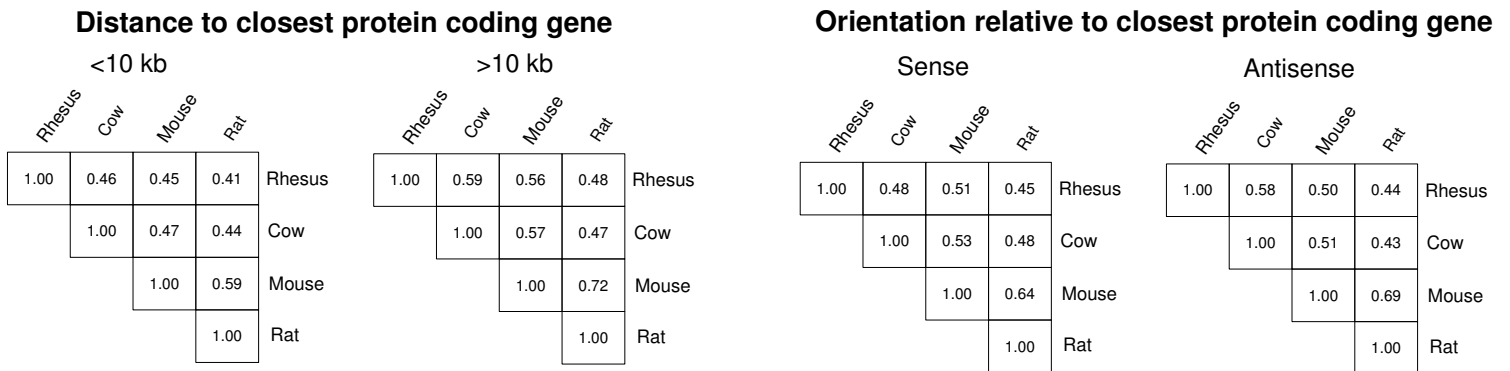 Distance to closest protein coding gene
<10 kb
Rhesus Cow Mouse Rat
1.00 0.46 0.45 0.41 Rhesus
1.00 0.47 0.44 Cow
1.00 0.59 Mouse
1.00 Rat
>10 kb
Rhesus Cow Mouse Rat
1.00 0.59 0.56 0.48 Rhesus
1.00 0.57 0.47 Cow
1.00 0.72 Mouse
1.00 Rat
Orientation relative to closest protein coding gene
Sense
Rhesus Cow Mouse Rat
1.00 0.48 0.51 0.45 Rhesus
1.00 0.53 0.48 Cow
1.00 0.64 Mouse
1.00 Rat
Antisense
Rhesus Cow Mouse Rat
1.00 0.58 0.50 0.44 Rhesus
1.00 0.51 0.43 Cow
1.00 0.69 Mouse
1.00 Rat